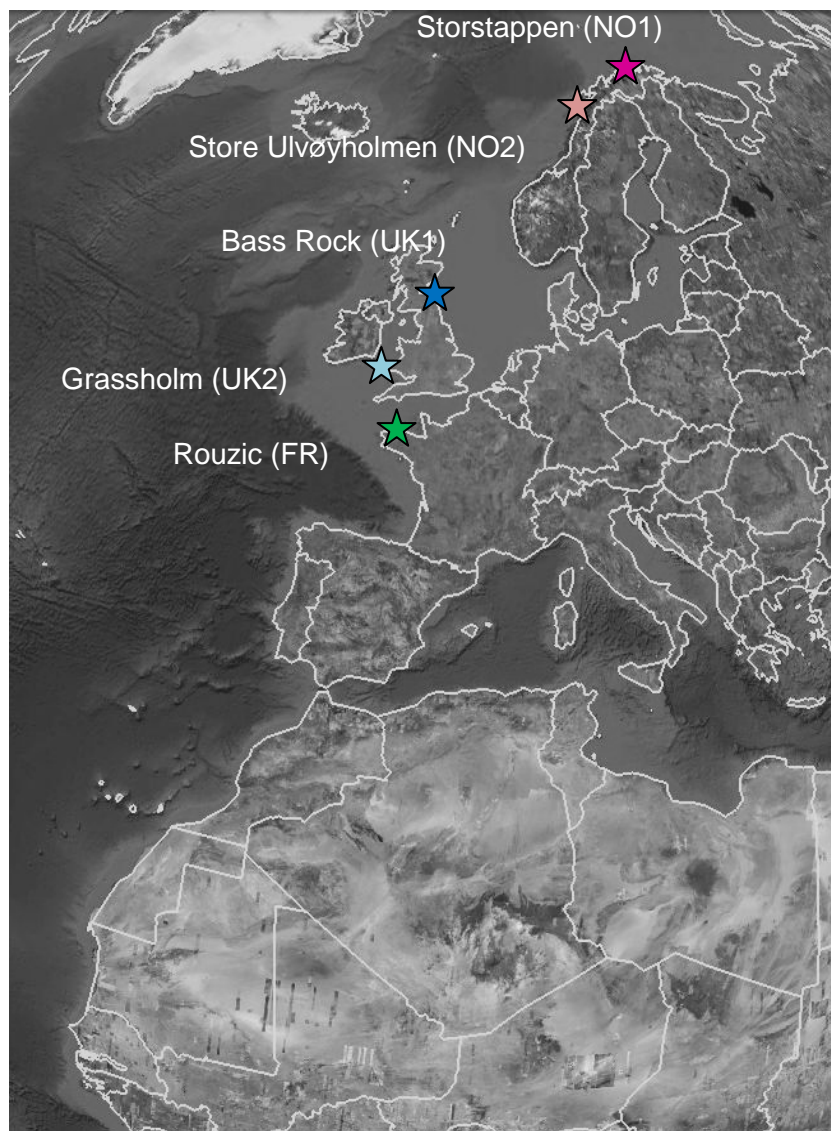 Storstappen (NO1)
Store Ulvøyholmen (NO2)
Bass Rock (UK1)
Grassholm (UK2)
Rouzic (FR)